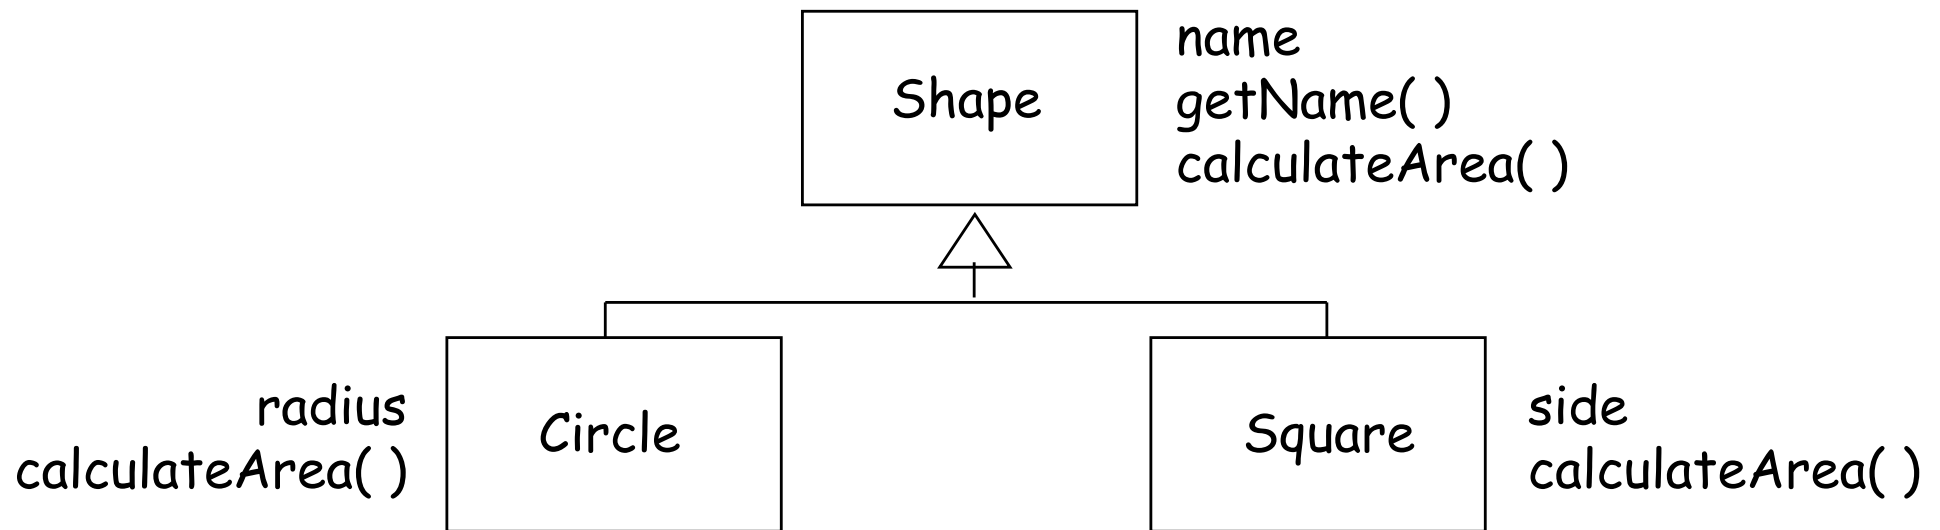 Shape
name
getName( )
calculateArea( )
radius
calculateArea( )
Circle
Square
side
calculateArea( )